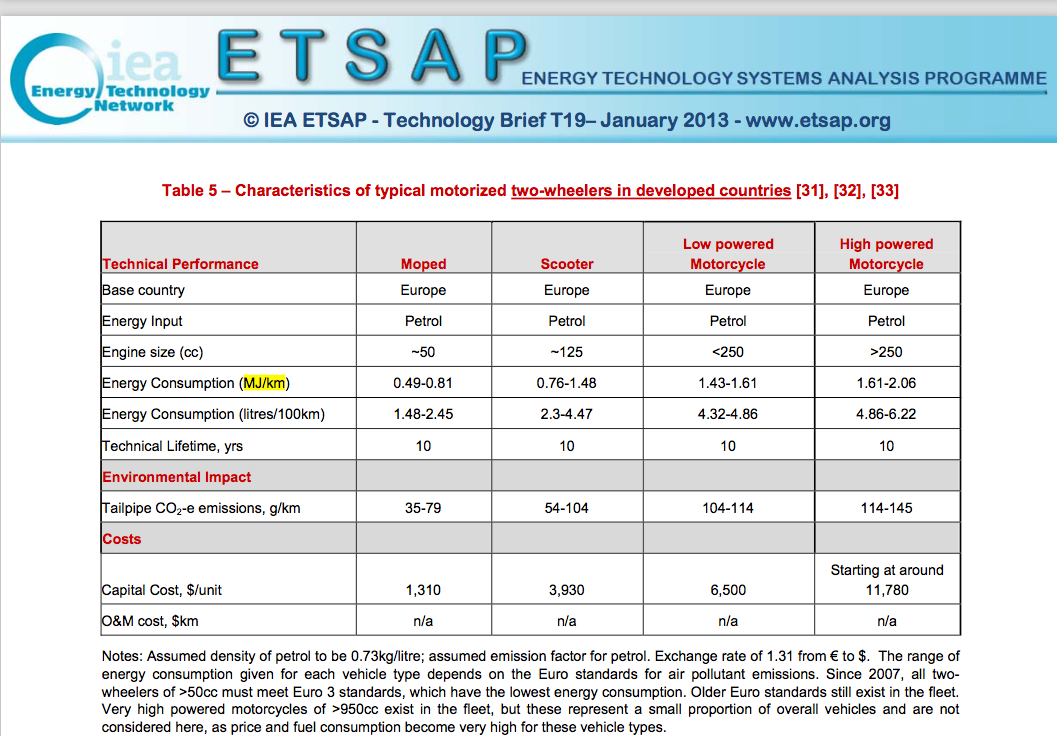 iea
Energy Technology
Network
ETSAP
ENERGY TECHNOLOGY SYSTEMS ANALYSIS PROGRAMME
© IEA ETSAP - Technology Brief T19– January 2013 - www.etsap.org
Table 5 – Characteristics of typical motorized two-wheelers in developed countries [31], [32], [33]
Technical Performance Moped Scooter Low powered Motorcycle High powered Motorcycle
Base country Europe Europe Europe Europe
Energy Input Petrol Petrol Petrol Petrol
Engine size (cc) ~50 ~125 <250 >250
Energy Consumption (MJ/km) 0.49-0.81 0.76-1.48 1.43-1.61 1.61-2.06
Energy Consumption (litres/100km) 1.48-2.45 2.3-4.47 4.32-4.86 4.86-6.22
Technical Lifetime, yrs 10 10 10 10
Environmental Impact
Tailpipe CO₂-e emissions, g/km 35-79 54-104 104-114 114-145
Costs
Capital Cost, $/unit 1,310 3,930 6,500 Starting at around 11,780
O&M cost, $km n/a n/a n/a n/a
Notes: Assumed density of petrol to be 0.73kg/litre; assumed emission factor for petrol. Exchange rate of 1.31 from € to $. The range of
energy consumption given for each vehicle type depends on the Euro standards for air pollutant emissions. Since 2007, all two-
wheelers of >50cc must meet Euro 3 standards, which have the lowest energy consumption. Older Euro standards still exist in the fleet.
Very high powered motorcycles of >950cc exist in the fleet, but these represent a small proportion of overall vehicles and are not
considered here, as price and fuel consumption become very high for these vehicle types.